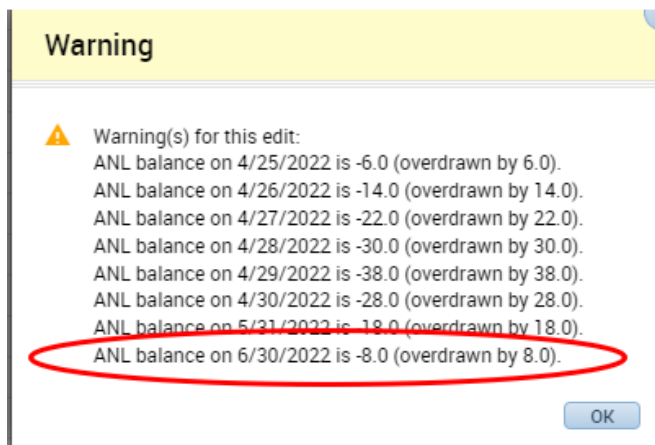 Warning
Warning(s) for this edit:
ANL balance on 4/25/2022 is -6.0 (overdrawn by 6.0).
ANL balance on 4/26/2022 is -14.0 (overdrawn by 14.0).
ANL balance on 4/27/2022 is -22.0 (overdrawn by 22.0).
ANL balance on 4/28/2022 is -30.0 (overdrawn by 30.0).
ANL balance on 4/29/2022 is -38.0 (overdrawn by 38.0).
ANL balance on 4/30/2022 is -28.0 (overdrawn by 28.0).
ANL balance on 5/31/2022 is -18.0 (overdrawn by 18.0).
ANL balance on 6/30/2022 is -8.0 (overdrawn by 8.0).
OK